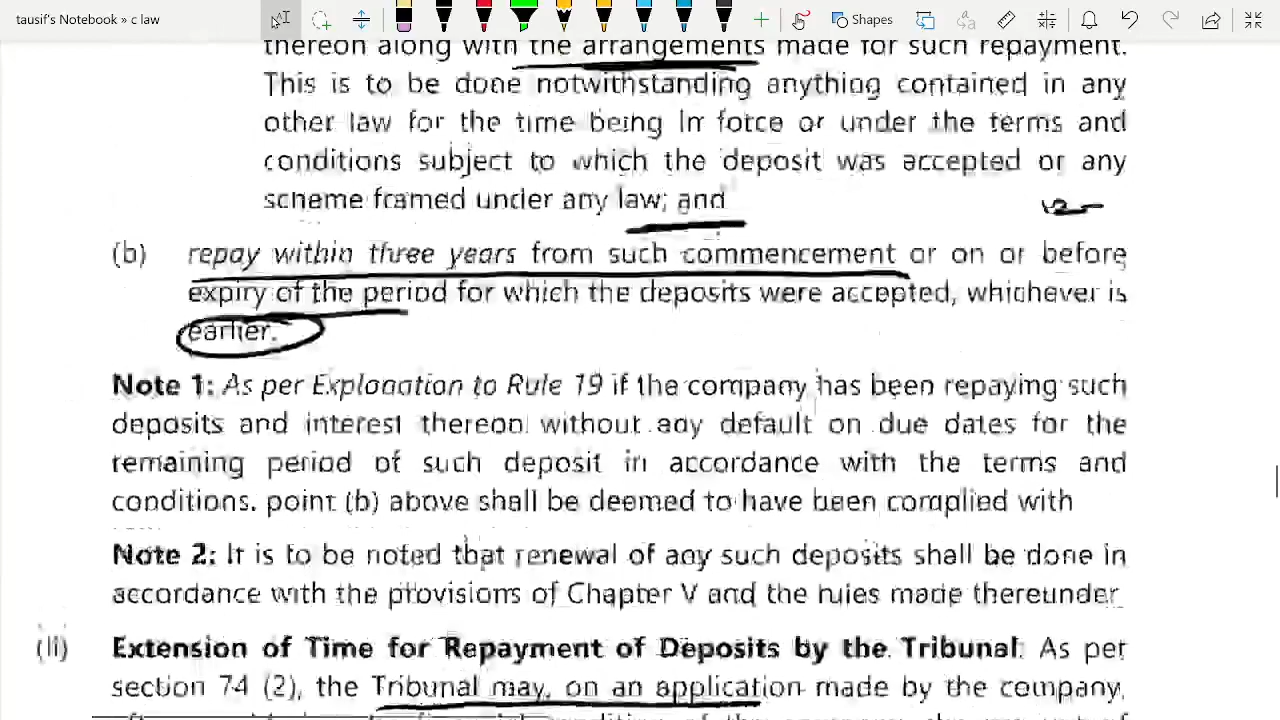 tausif's Notebook » c law
Shapes
thereon along with the arrangements made for such repayment.
This is to be done notwithstanding anything contained in any
other law for the time being In force or under the terms and
conditions subject to which the deposit was accepted or any
scheme framed under any law; and
(b) repay within three years from such commencement or on or before
expiry of the period for which the deposits were accepted, whichever is
earlier.
Note 1: As per Explanation to Rule 19 if the company has been repaying such
deposits and interest thereon without any default on due dates for the
remaining period of such deposit in accordance with the terms and
conditions. point (b) above shall be deemed to have been complied with
Note 2: It is to be noted that renewal of any such deposits shall be done in
accordance with the provisions of Chapter V and the rules made thereunder
(ii) Extension of Time for Repayment of Deposits by the Tribunal: As per
section 74 (2), the Tribunal may, on an application made by the company,